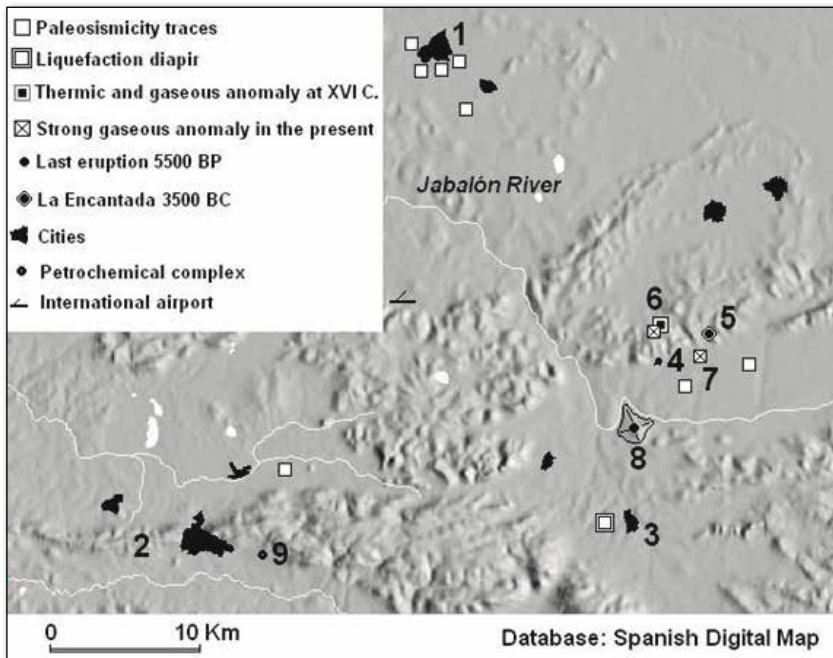 Paleosismicity traces
Liquefaction diapir
Thermic and gaseous anomaly at XVI C.
Strong gaseous anomaly in the present
Last eruption 5500 BP
La Encantada 3500 BC
Cities
Petrochemical complex
International airport
1
Jabalón River
6
5
4
7
8
3
2
9
0 10 Km
Database: Spanish Digital Map